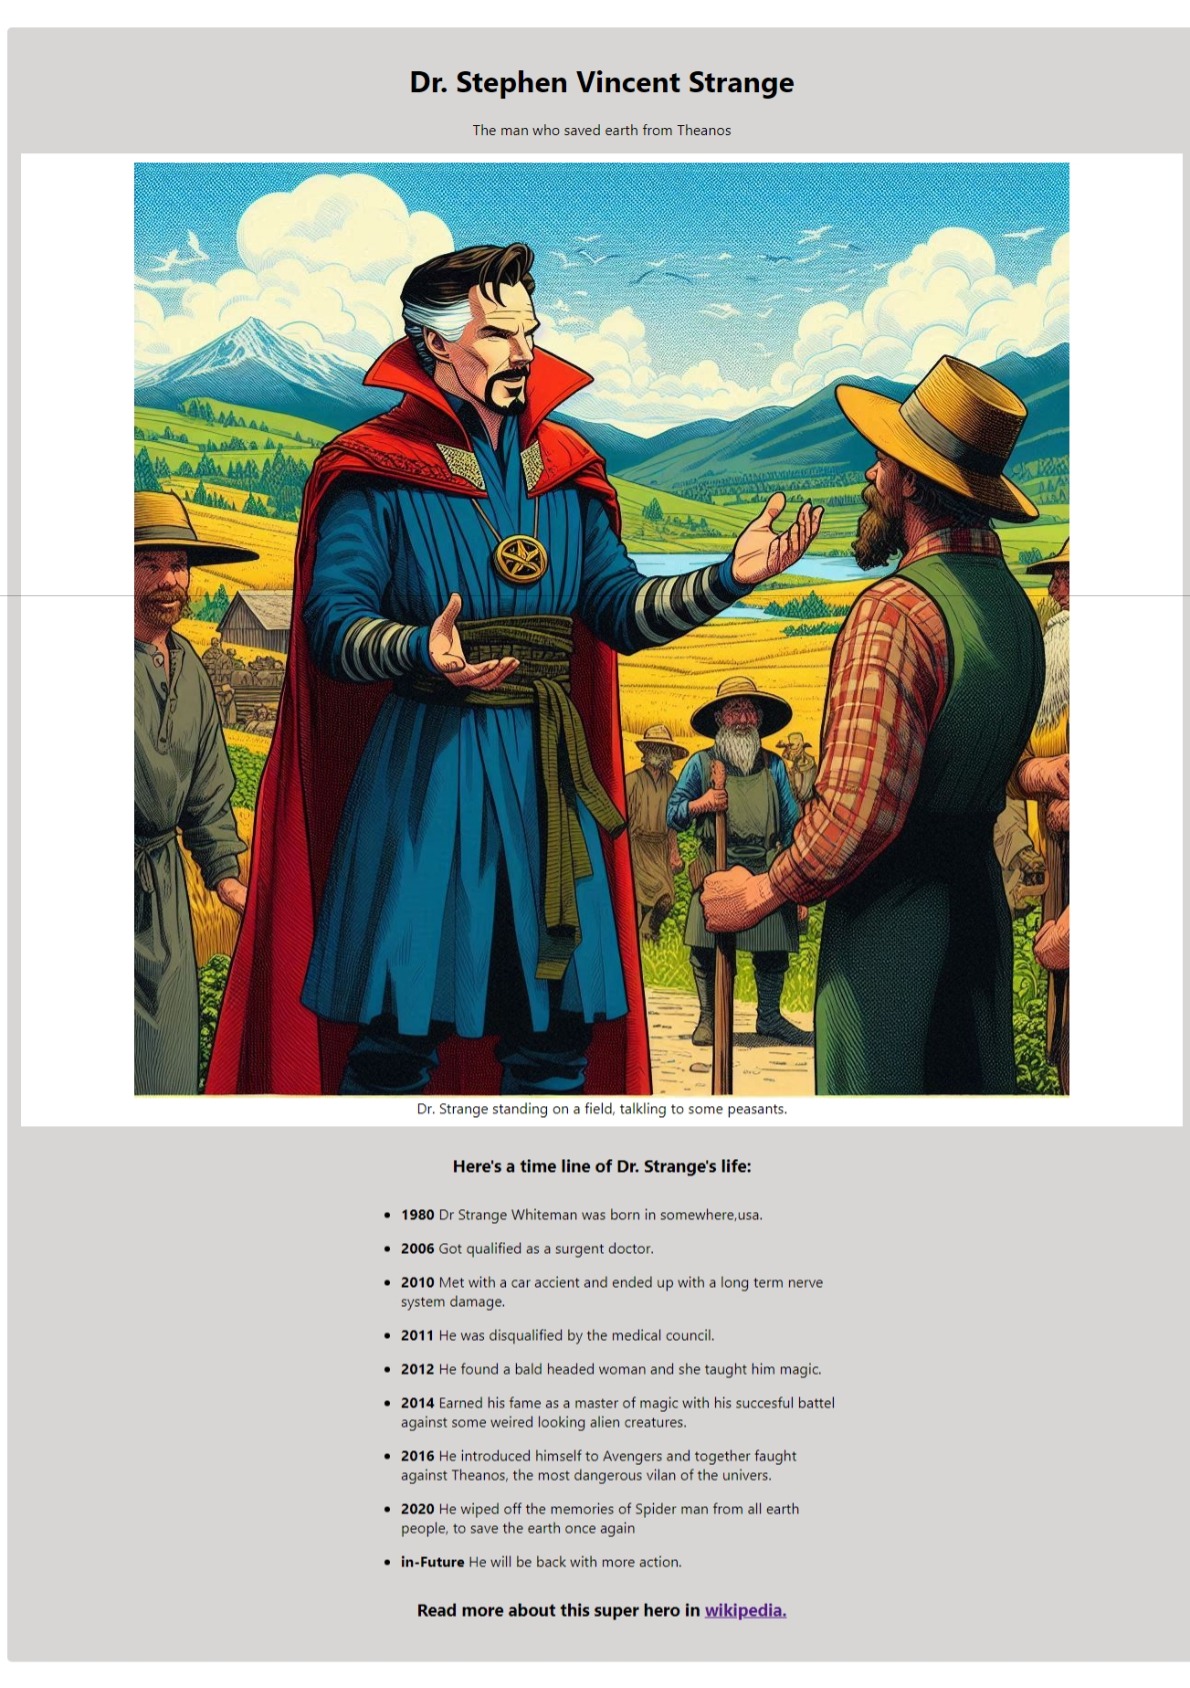 Dr. Stephen Vincent Strange
The man who saved earth from Theanos
Dr. Strange standing on a field, talkling to some peasants.
Here's a time line of Dr. Strange's life:
• 1980 Dr Strange Whiteman was born in somewhere,usa.
• 2006 Got qualified as a surgent doctor.
• 2010 Met with a car accient and ended up with a long term nerve
system damage.
• 2011 He was disqualified by the medical council.
• 2012 He found a bald headed woman and she taught him magic.
• 2014 Earned his fame as a master of magic with his succesful battel
against some weired looking alien creatures.
• 2016 He introduced himself to Avengers and together faught
against Theanos, the most dangerous vilan of the univers.
• 2020 He wiped off the memories of Spider man from all earth
people, to save the earth once again
• in-Future He will be back with more action.
Read more about this super hero in wikipedia.